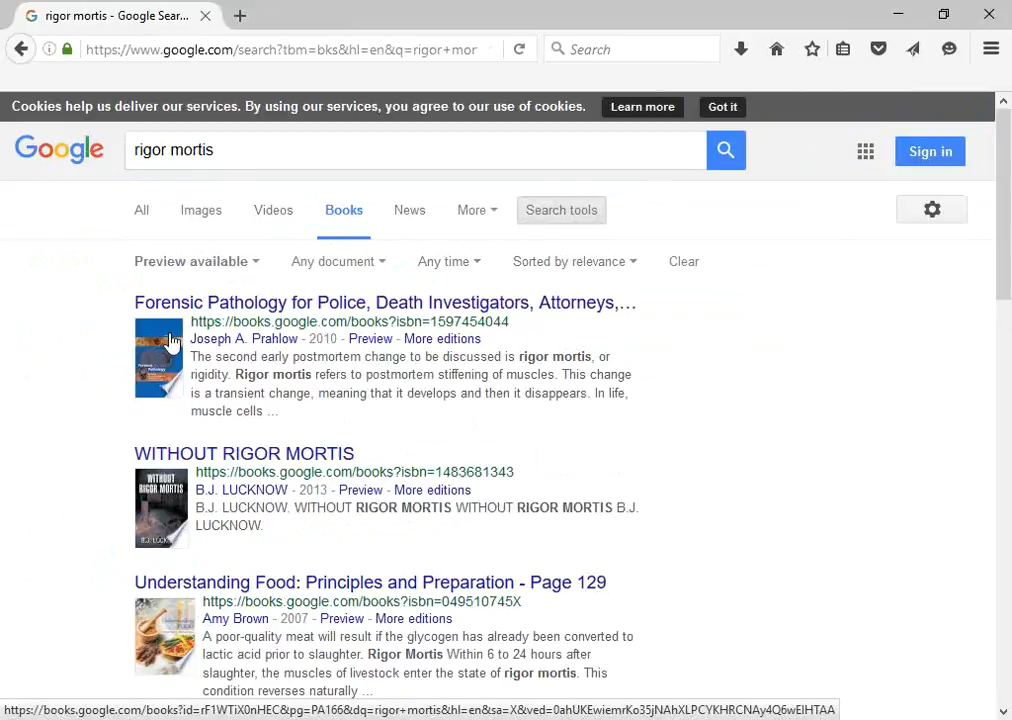 rigor mortis - Google Sear...
https://www.google.com/search?tbm=bks&hl=en&q=rigor+mor
Search
Cookies help us deliver our services. By using our services, you agree to our use of cookies.
Learn more
Got it
Google
rigor mortis
Sign in
All
Images
Videos
Books
News
More
Search tools
Preview available
Any document
Any time
Sorted by relevance
Clear
Forensic Pathology for Police, Death Investigators, Attorneys,...
https://books.google.com/books?isbn=1597454044
Joseph A. Prahlow - 2010 - Preview - More editions
The second early postmortem change to be discussed is rigor mortis, or
rigidity. Rigor mortis refers to postmortem stiffening of muscles. This change
is a transient change, meaning that it develops and then it disappears. In life,
muscle cells ...
WITHOUT RIGOR MORTIS
https://books.google.com/books?isbn=1483681343
B.J. LUCKNOW - 2013 - Preview - More editions
B.J. LUCKNOW. WITHOUT RIGOR MORTIS WITHOUT RIGOR MORTIS B.J.
LUCKNOW.
WITHOUT
RIGOR MORTIS
Understanding Food: Principles and Preparation - Page 129
https://books.google.com/books?isbn=049510745X
Amy Brown - 2007 - Preview - More editions
A poor-quality meat will result if the glycogen has already been converted to
lactic acid prior to slaughter. Rigor Mortis Within 6 to 24 hours after
slaughter, the muscles of livestock enter the state of rigor mortis. This
condition reverses naturally ...
https://books.google.com/books?id=rF1WTiX0nHEC&pg=PA166&dq=rigor+mortis&hl=en&sa=X&ved=0ahUKEwiemrKo35jNAhXLPCYKHRCNAy4Q6wEIHTAA